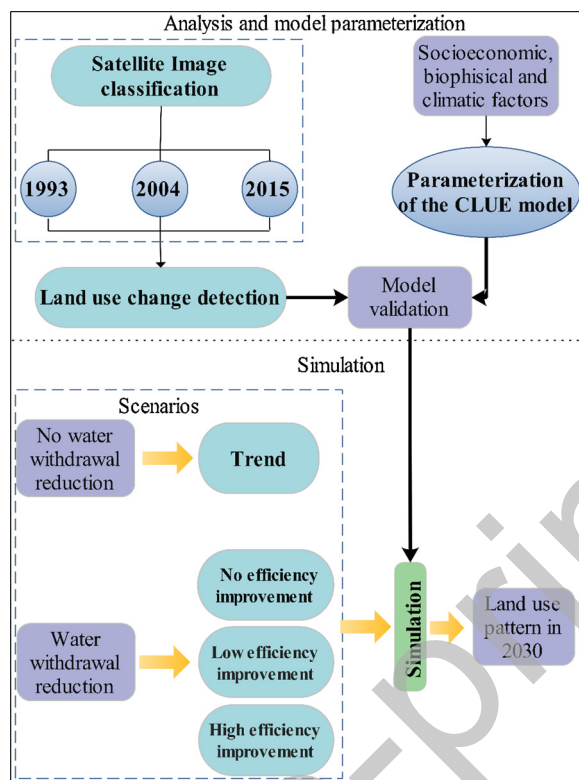 Analysis and model parameterization
Satellite Image
classification
Socioeconomic,
biophisical and
climatic factors
1993
2004
2015
Parameterization
of the CLUE model
Land use change detection
Model
validation
Simulation
Scenarios
No water
withdrawal
reduction
Trend
No efficiency
improvement
Water
withdrawal
reduction
Low efficiency
improvement
High efficiency
improvement
Simulation
Land use
pattern in
2030